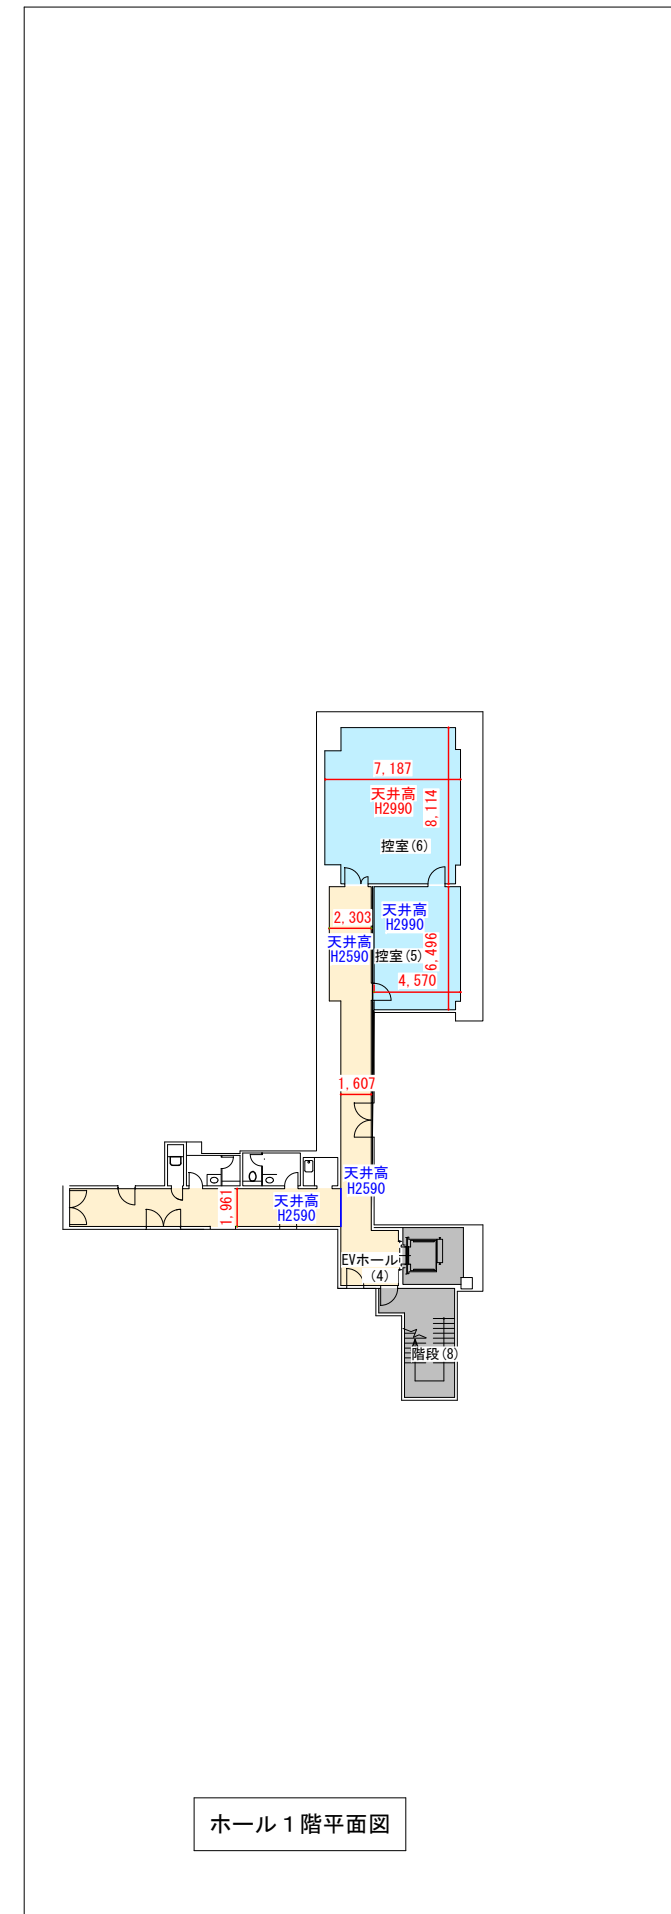 7,187
天井高
H2990
8,114
控室(6)
天井高
H2990
2,303
天井高
H2590
控室(5)
6,496
4,570
1,607
天井高
H2590
1,961
天井高
H2590
EVホール
(4)
階段(8)
ホール１階平面図